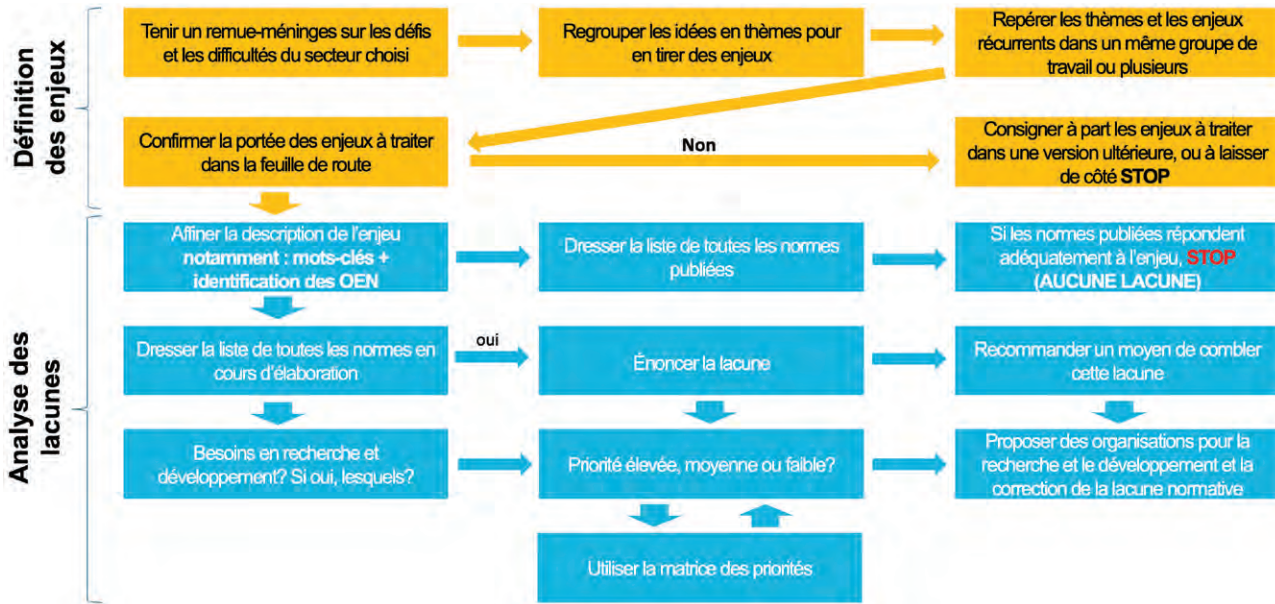 Définition
des enjeux
Tenir un remue-méninges sur les défis
et les difficultés du secteur choisi
Regrouper les idées en thèmes pour
en tirer des enjeux
Repérer les thèmes et les enjeux
récurrents dans un même groupe de
travail ou plusieurs
Confirmer la portée des enjeux à traiter
dans la feuille de route
Non
Consigner à part les enjeux à traiter
dans une version ultérieure, ou à laisser
de côté STOP
Analyse des
lacunes
Affiner la description de l'enjeu
notamment : mots-clés +
identification des OEN
Dresser la liste de toutes les normes
publiées
Si les normes publiées répondent
adéquatement à l'enjeu, STOP
(AUCUNE LACUNE)
Dresser la liste de toutes les normes en
cours d'élaboration
oui
Énoncer la lacune
Recommander un moyen de combler
cette lacune
Besoins en recherche et
développement? Si oui, lesquels?
Priorité élevée, moyenne ou faible?
Proposer des organisations pour la
recherche et le développement et la
correction de la lacune normative
Utiliser la matrice des priorités